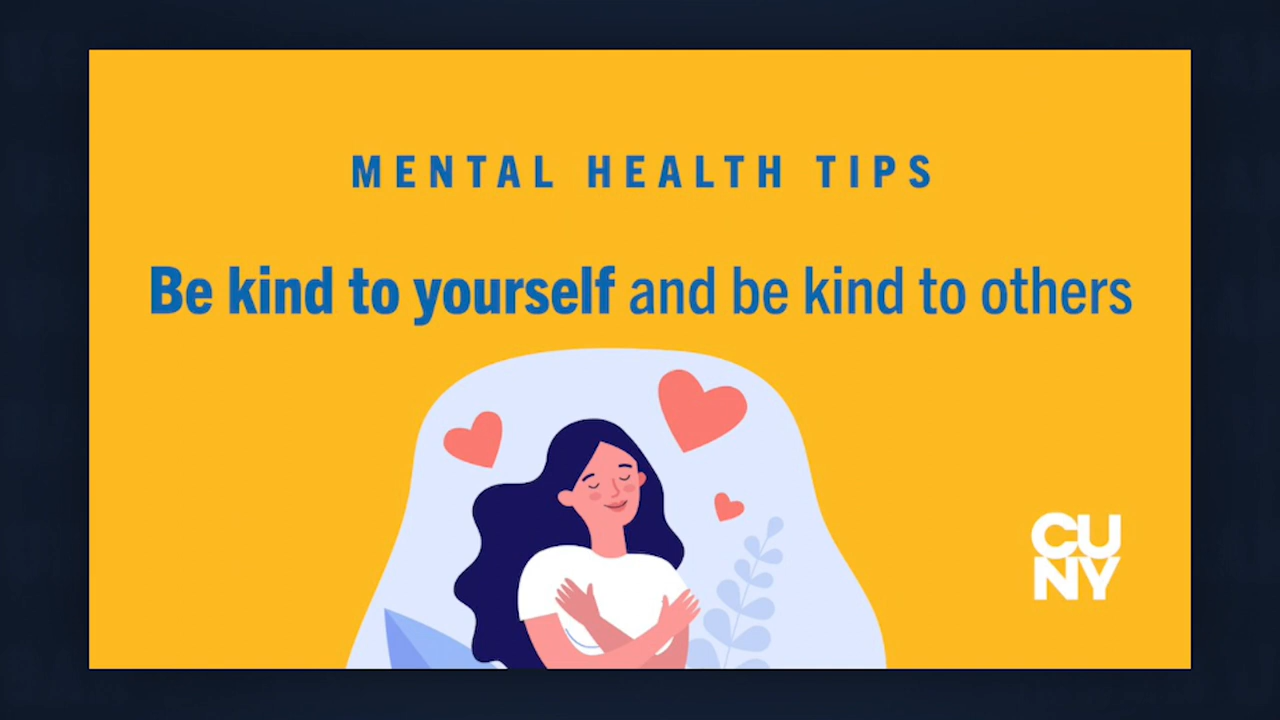 MENTAL HEALTH TIPS
Be kind to yourself and be kind to others
CU
NY